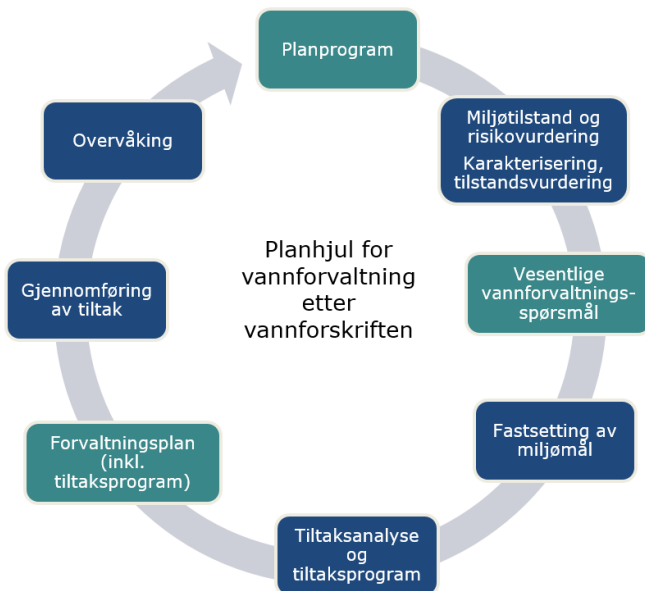 Planprogram
Miljøtilstand og
risikovurdering
Karakterisering,
tilstandsvurdering
Vesentlige
vannforvaltnings-
spørsmål
Fastsetting av
miljømål
Tiltaksanalyse
og
tiltaksprogram
Forvaltningsplan
(inkl.
tiltaksprogram)
Gjennomføring
av tiltak
Overvåking
Planhjul for
vannforvaltning
etter
vannforskriften